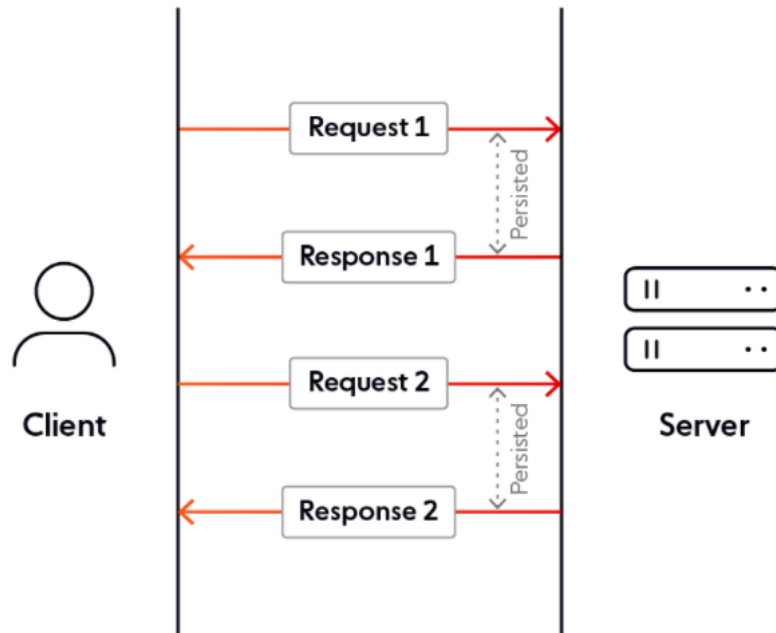 Request 1
Persisted
Response 1
Request 2
Client
Server
Persisted
Response 2